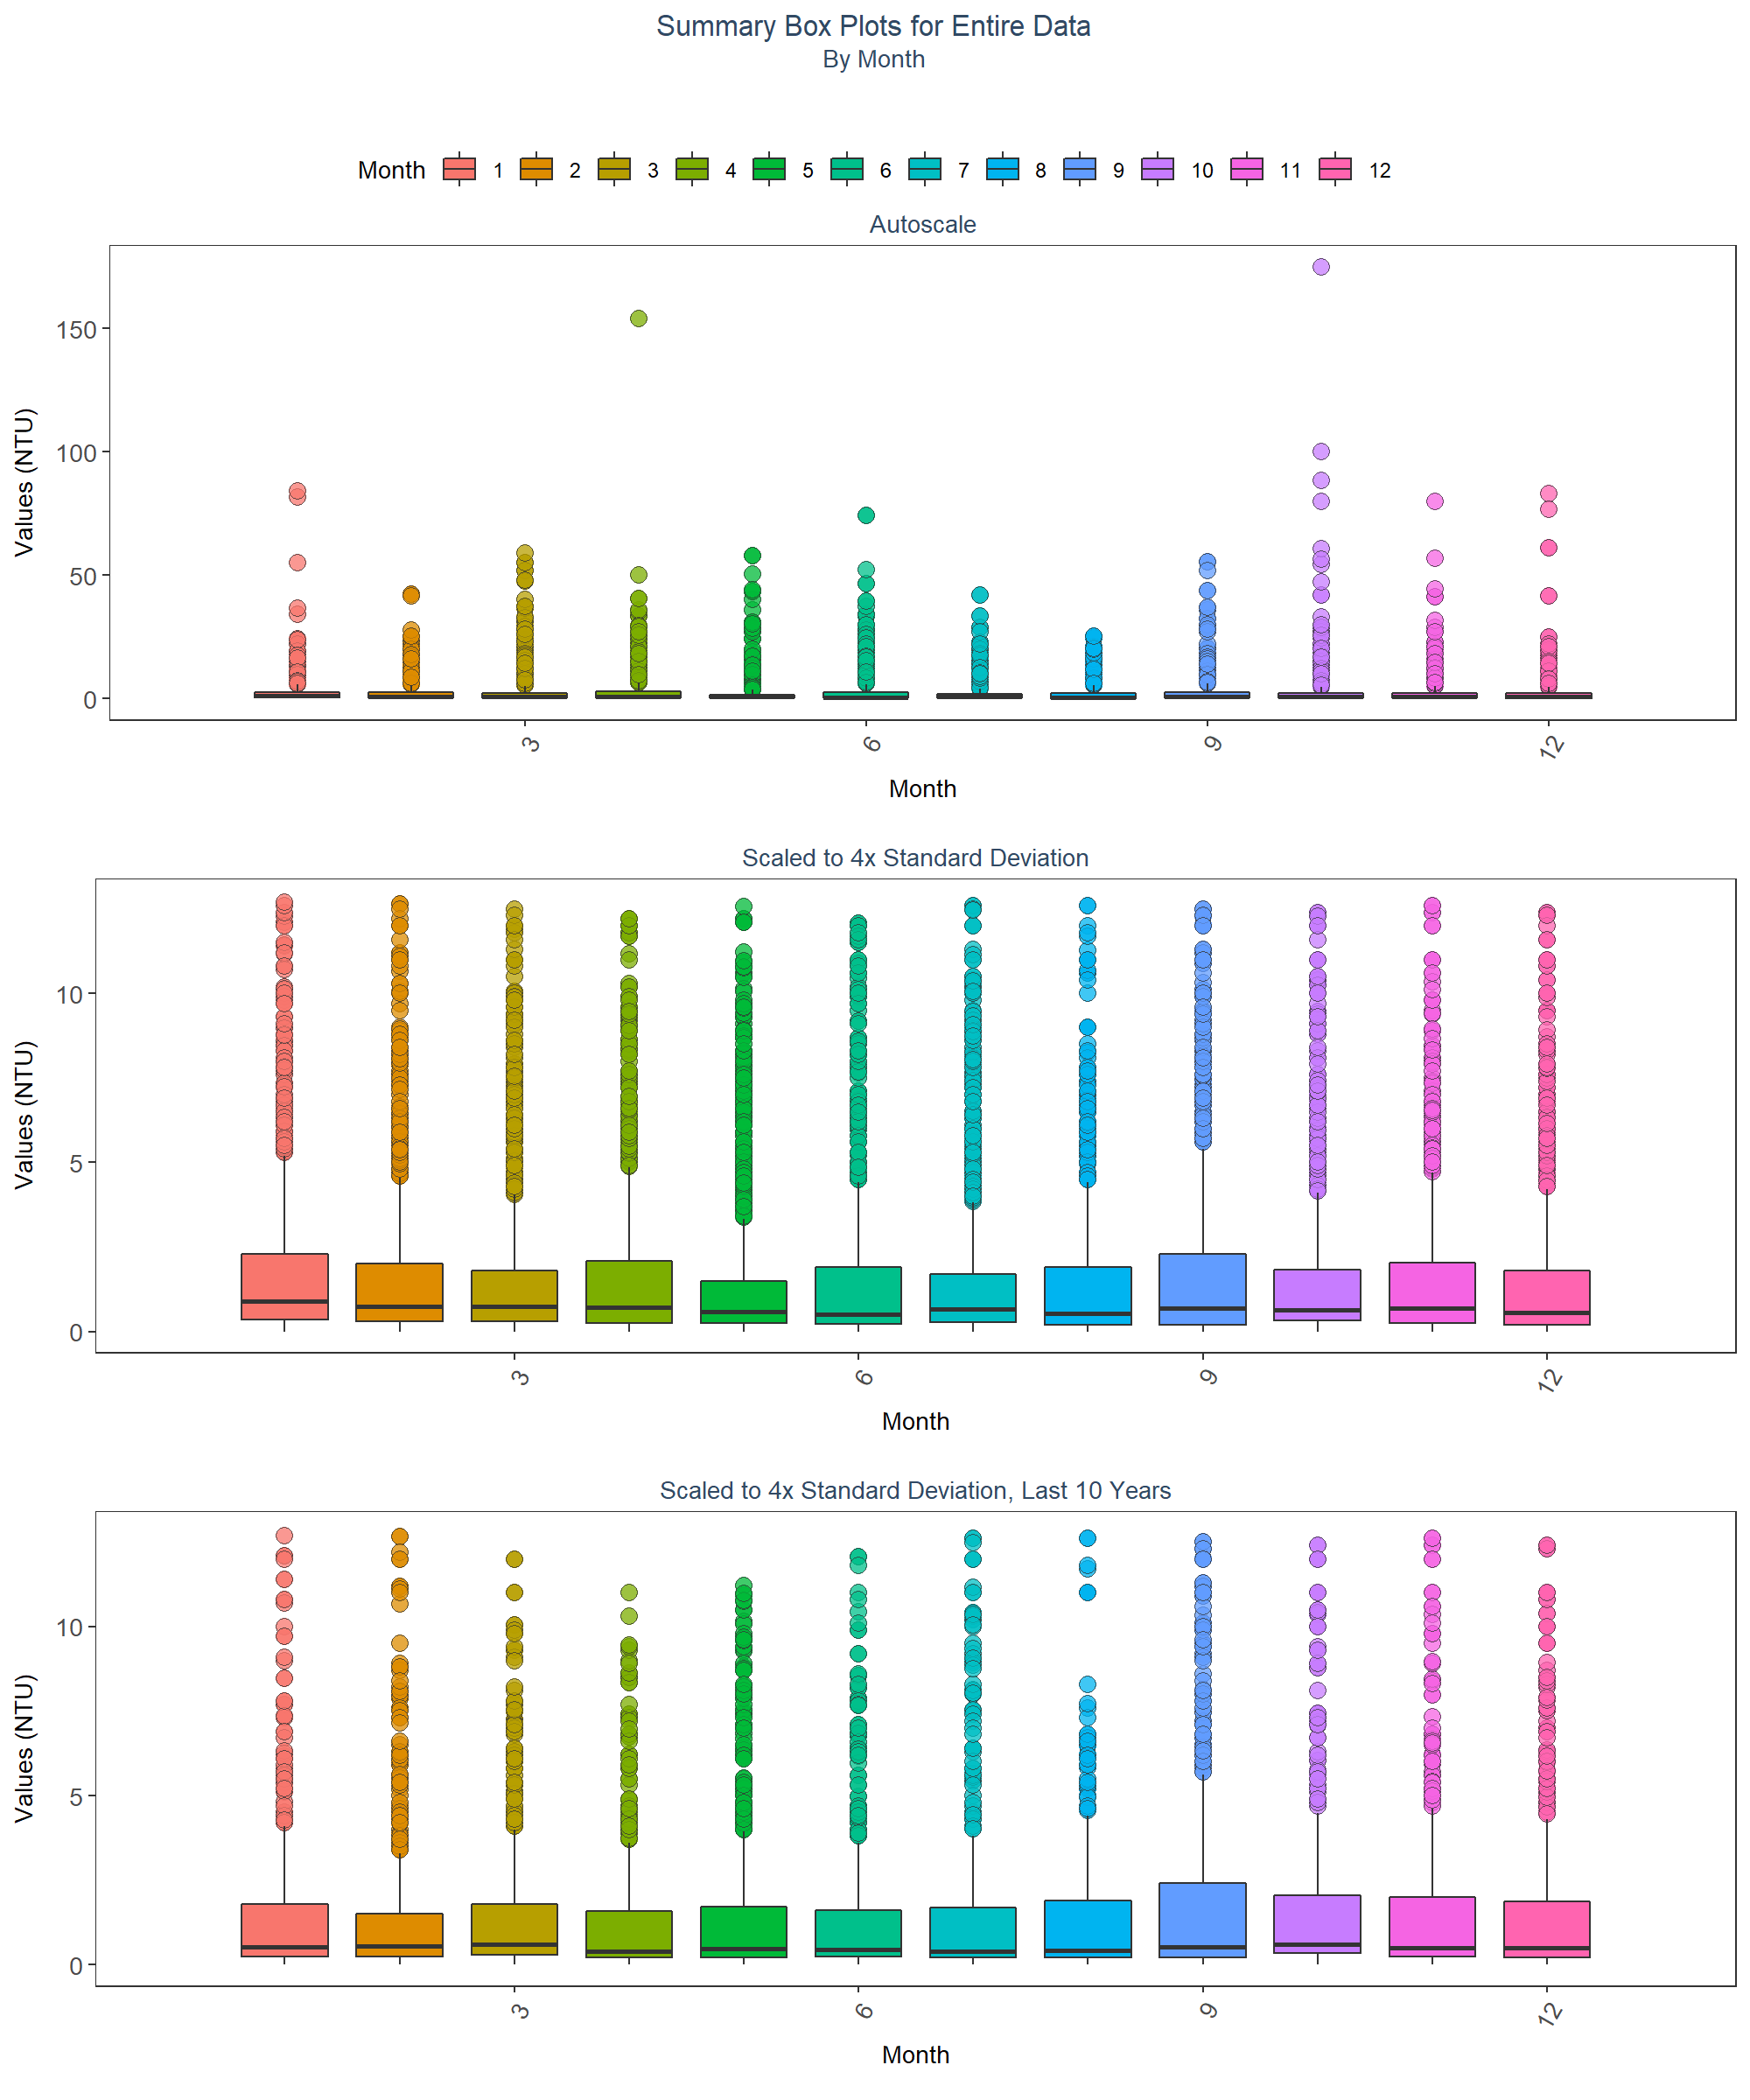 Summary Box Plots for Entire Data
By Month
Month 1 2 3 4 5 6 7 8 9 10 11 12
Autoscale
Values (NTU)
150
100
50
0
3 6 9 12
Month
Scaled to 4x Standard Deviation
Values (NTU)
10
5
0
3 6 9 12
Month
Scaled to 4x Standard Deviation, Last 10 Years
Values (NTU)
10
5
0
3 6 9 12
Month